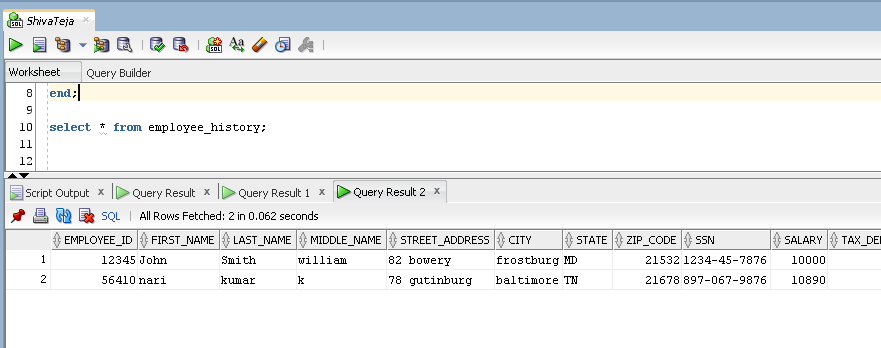 ShivaTeja
SQL
Aa
SQL
Worksheet Query Builder
8 end;
9
10 select * from employee_history;
11
12
Script Output Query Result Query Result 1 Query Result 2
SQL All Rows Fetched: 2 in 0.062 seconds
EMPLOYEE_ID FIRST_NAME LAST_NAME MIDDLE_NAME STREET_ADDRESS CITY STATE ZIP_CODE SSN SALARY TAX_DE
1 12345 John Smith william 82 bowery frostburg MD 21532 1234-45-7876 10000
2 56410 nari kumar k 78 gutinburg baltimore TN 21678 897-067-9876 10890